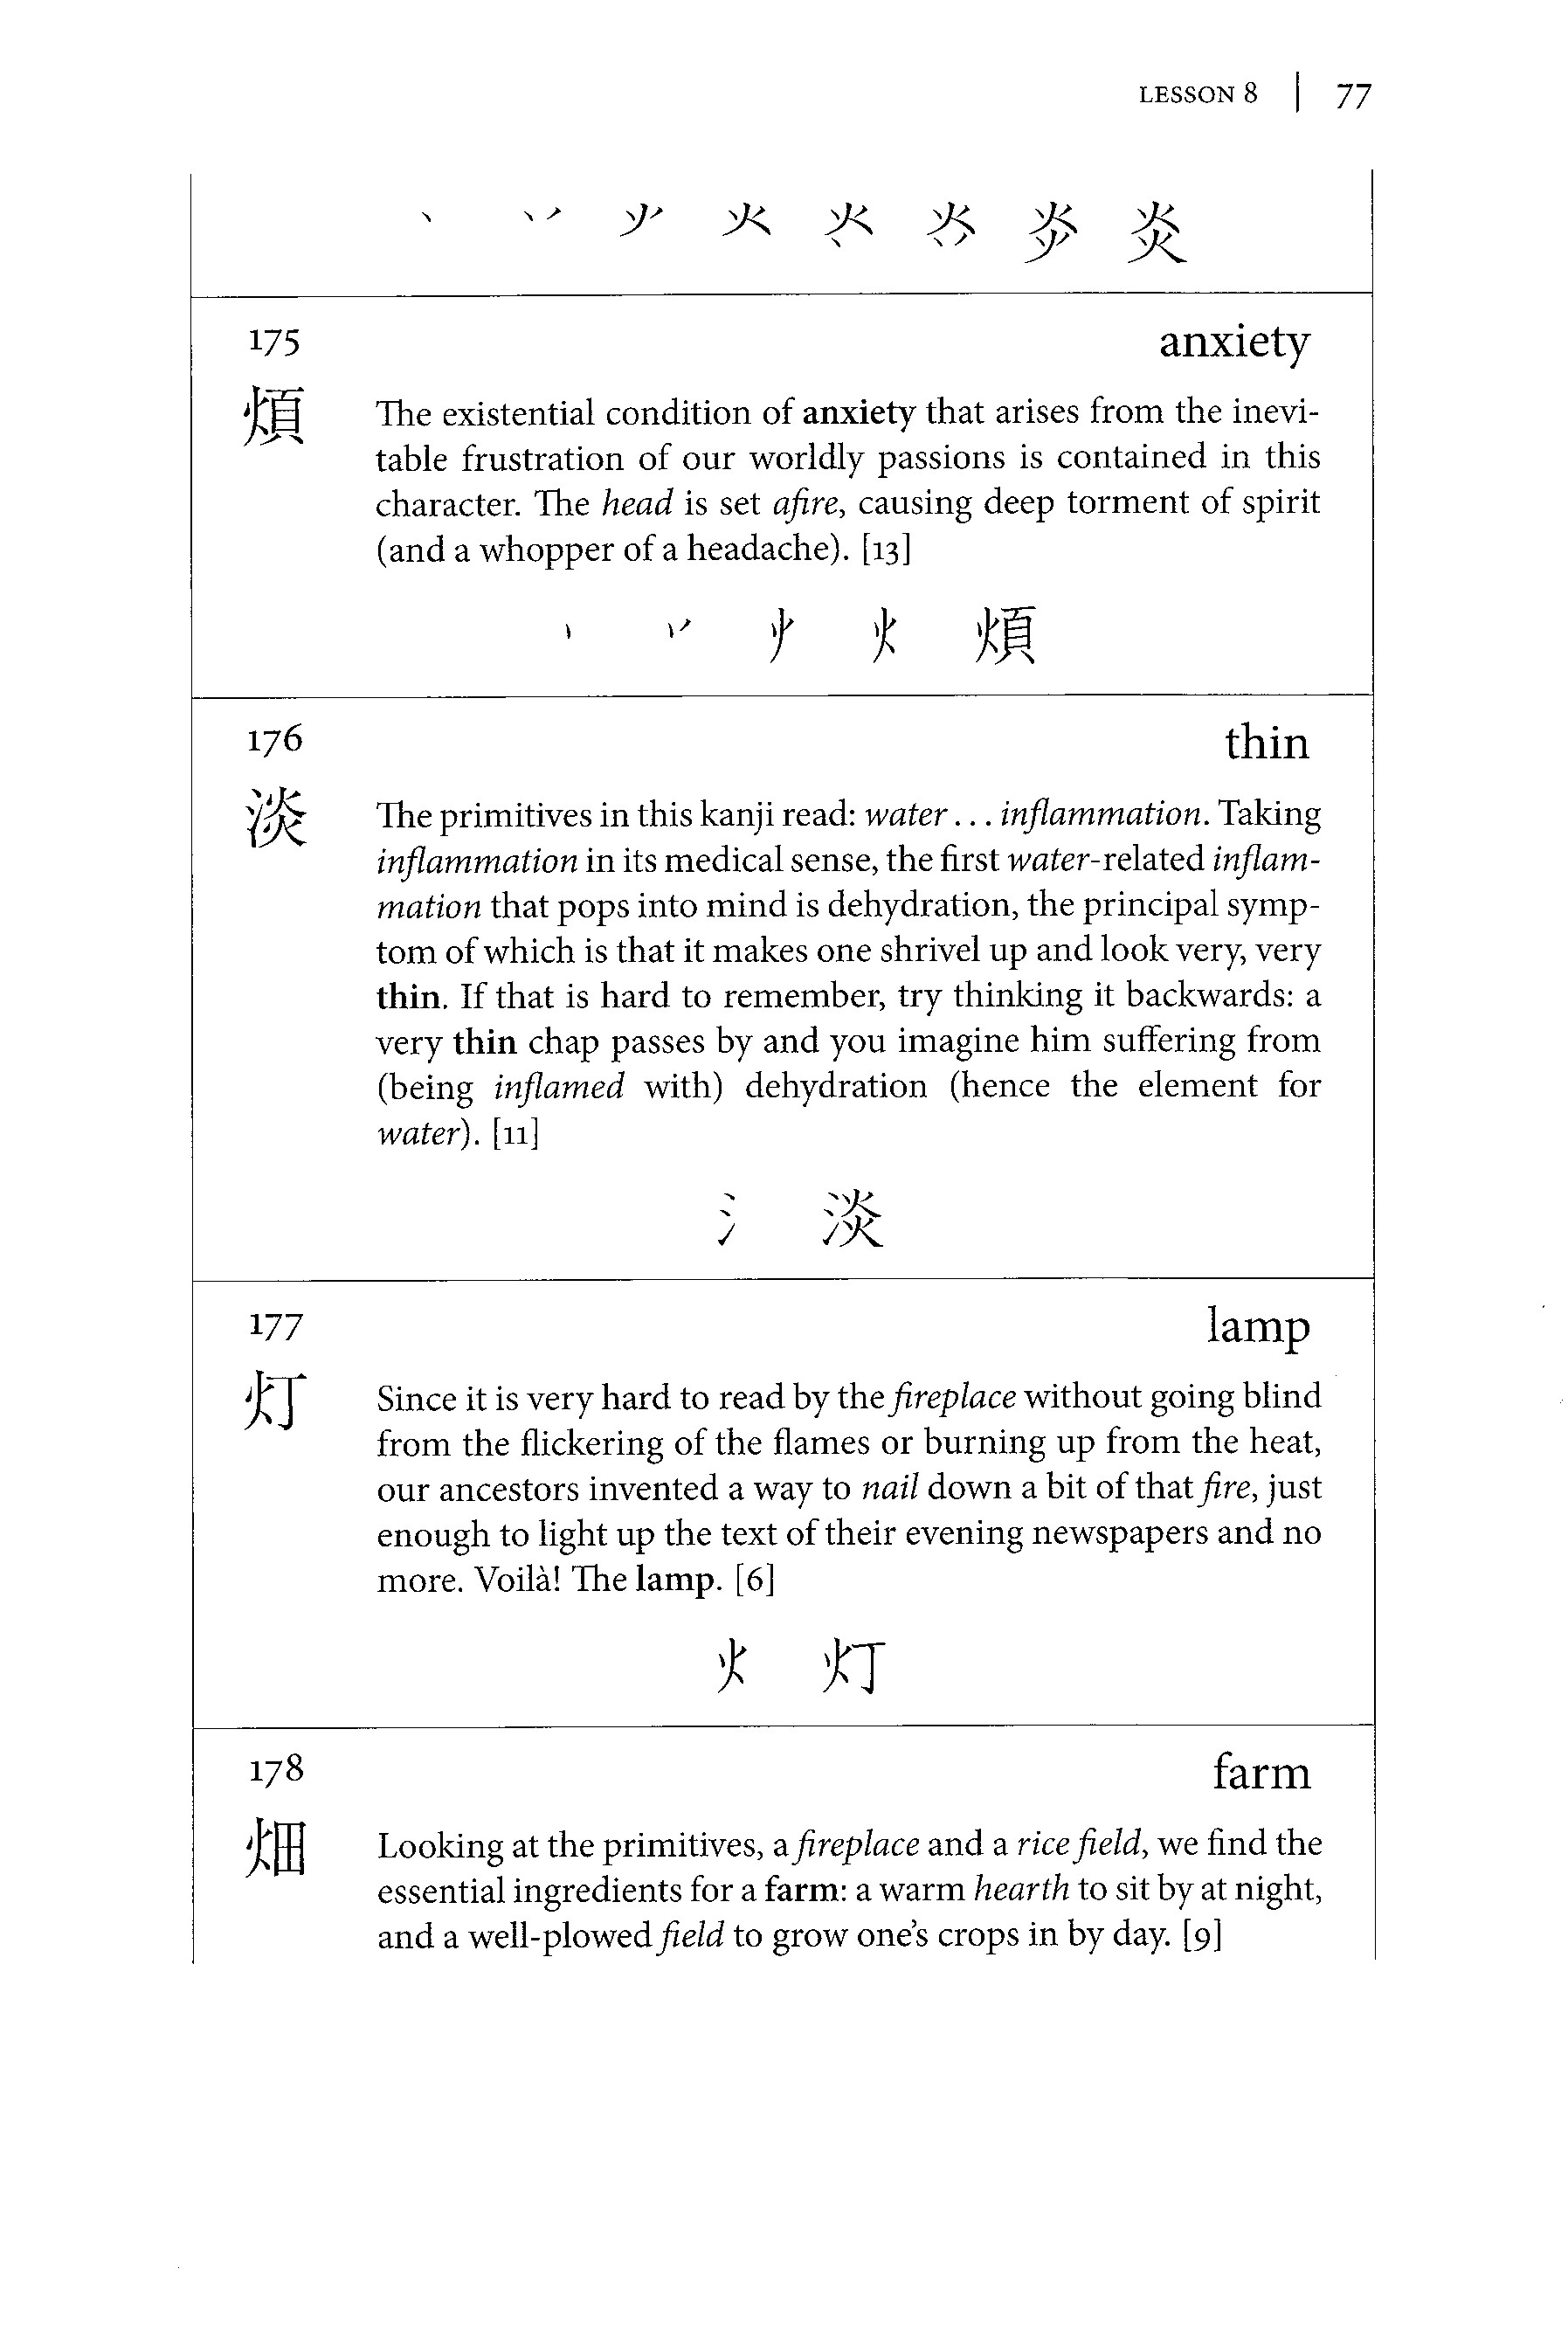 LESSON 8 | 77
丶 丷 火 炎
175 anxiety
煩 The existential condition of anxiety that arises from the inevi-
table frustration of our worldly passions is contained in this
character. The head is set afire, causing deep torment of spirit
(and a whopper of a headache). [13]
丶 丷 火 煩
176 thin
淡 The primitives in this kanji read: water... inflammation. Taking
inflammation in its medical sense, the first water-related inflam-
mation that pops into mind is dehydration, the principal symp-
tom of which is that it makes one shrivel up and look very, very
thin. If that is hard to remember, try thinking it backwards: a
very thin chap passes by and you imagine him suffering from
(being inflamed with) dehydration (hence the element for
water). [11]
氵 淡
177 lamp
灯 Since it is very hard to read by the fireplace without going blind
from the flickering of the flames or burning up from the heat,
our ancestors invented a way to nail down a bit of that fire, just
enough to light up the text of their evening newspapers and no
more. Voilà! The lamp. [6]
火 灯
178 farm
畑 Looking at the primitives, a fireplace and a rice field, we find the
essential ingredients for a farm: a warm hearth to sit by at night,
and a well-plowed field to grow one's crops in by day. [9]